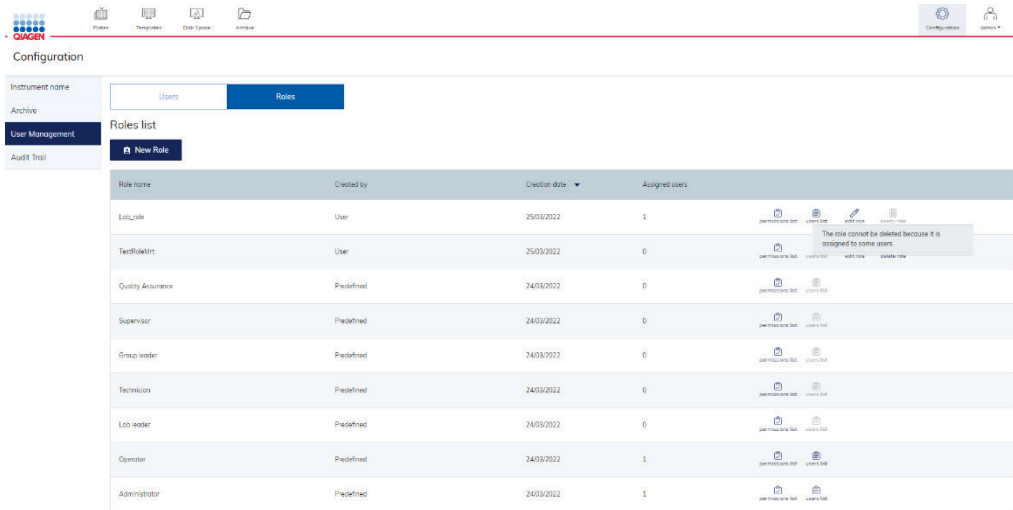 Plates Templates Disk Space Archive Configuration Admin
QIAGEN
Configuration
Instrument name
Archive
User Management
Audit Trail
Users Roles
Roles list
New Role
Role name Created by Creation date Assigned users
Lab_role User 25/03/2022 1 permissions list users list edit role delete role
The role cannot be deleted because it is
assigned to some users.
TestRoleMrt User 25/03/2022 0 permissions list users list edit role delete role
Quality Assurance Predefined 24/03/2022 0 permissions list users list
Supervisor Predefined 24/03/2022 0 permissions list users list
Group leader Predefined 24/03/2022 0 permissions list users list
Technician Predefined 24/03/2022 0 permissions list users list
Lab leader Predefined 24/03/2022 0 permissions list users list
Operator Predefined 24/03/2022 1 permissions list users list
Administrator Predefined 24/03/2022 1 permissions list users list